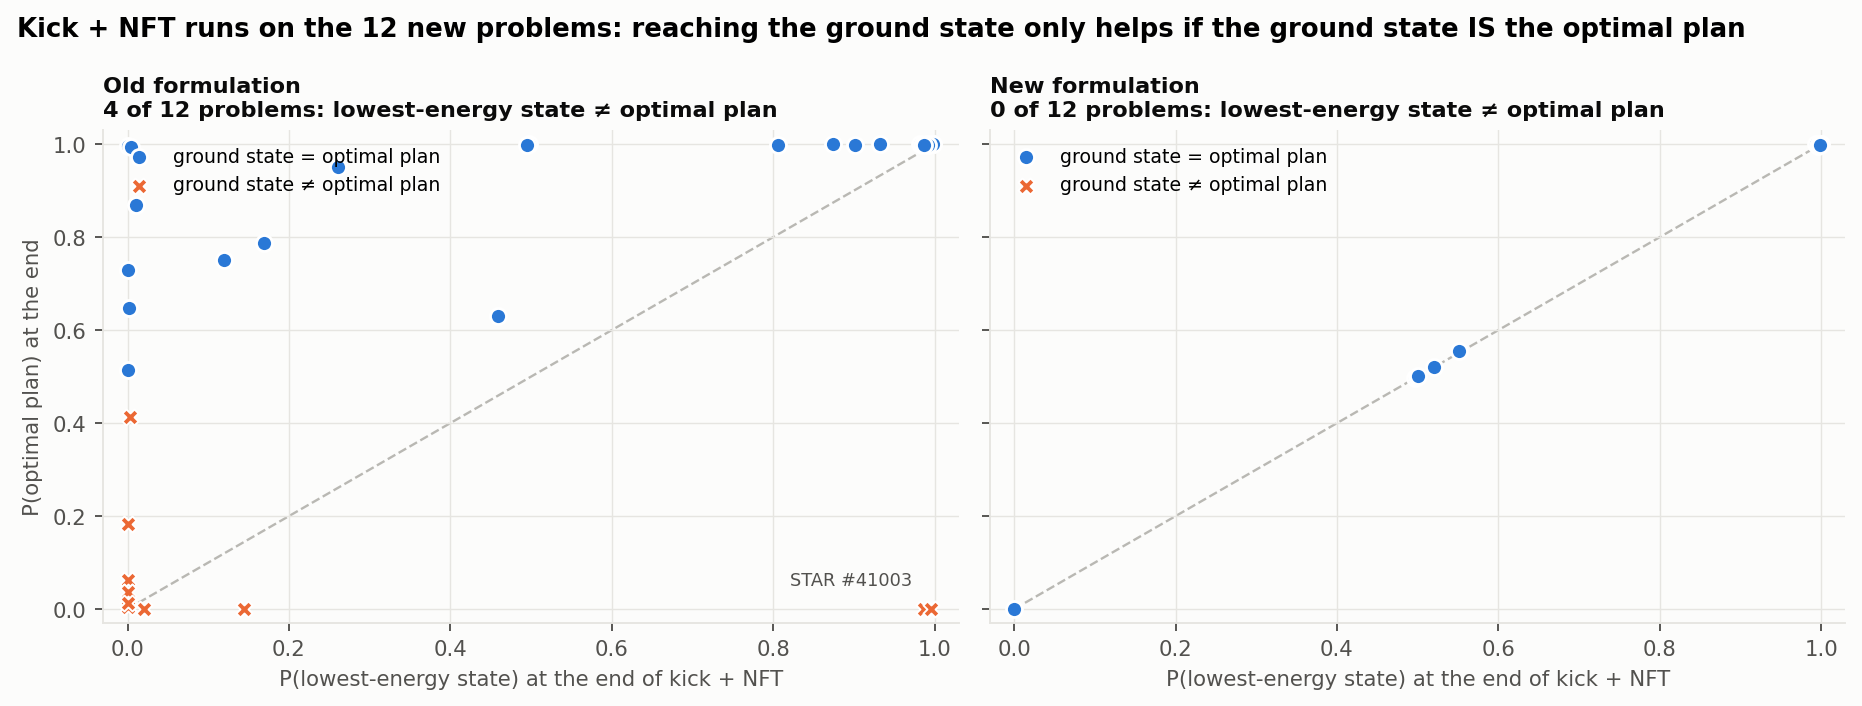 Kick + NFT runs on the 12 new problems: reaching the ground state only helps if the ground state IS the optimal plan
Old formulation
4 of 12 problems: lowest-energy state ≠ optimal plan
ground state = optimal plan
ground state ≠ optimal plan
STAR #41003
P(optimal plan) at the end
1.0
0.8
0.6
0.4
0.2
0.0
0.0 0.2 0.4 0.6 0.8 1.0
P(lowest-energy state) at the end of kick + NFT
New formulation
0 of 12 problems: lowest-energy state ≠ optimal plan
ground state = optimal plan
ground state ≠ optimal plan
0.0 0.2 0.4 0.6 0.8 1.0
P(lowest-energy state) at the end of kick + NFT